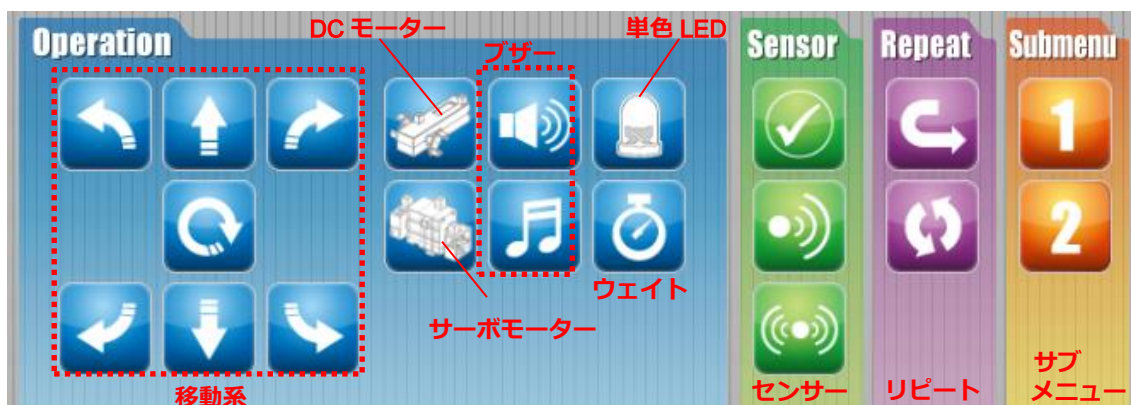 Operation
DC モーター
ブザー
単色 LED
Sensor
Repeat
Submenu
1
2
ウェイト
サーボモーター
移動系
センサー
リピート
サブ
メニュー